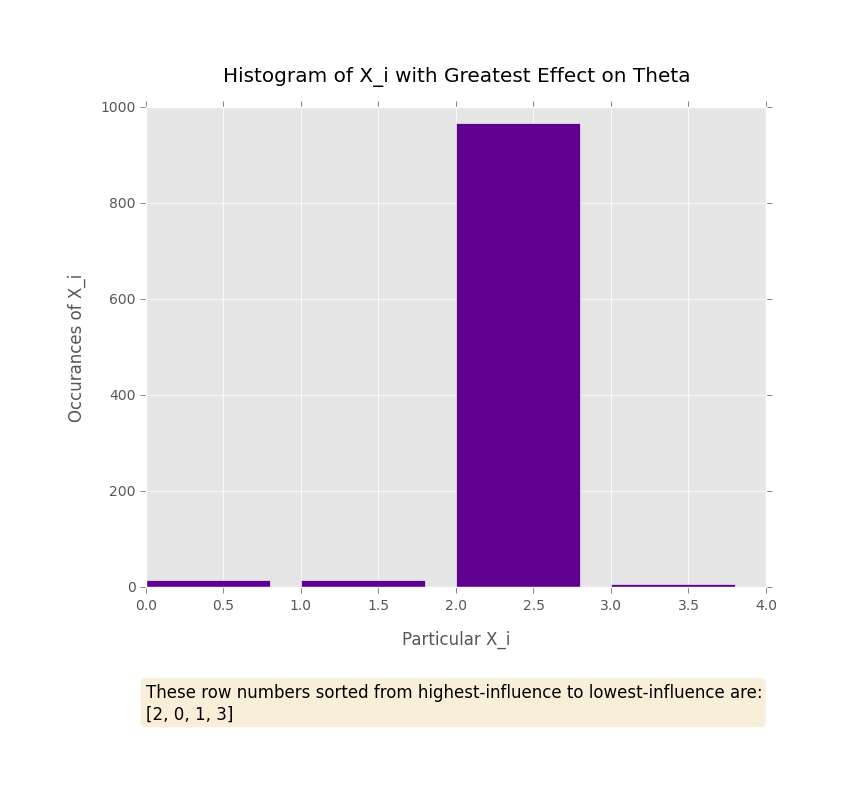 Histogram of X_i with Greatest Effect on Theta
1000
800
600
400
200
0
Occurances of X_i
0.0 0.5 1.0 1.5 2.0 2.5 3.0 3.5 4.0
Particular X_i
These row numbers sorted from highest-influence to lowest-influence are:
[2, 0, 1, 3]